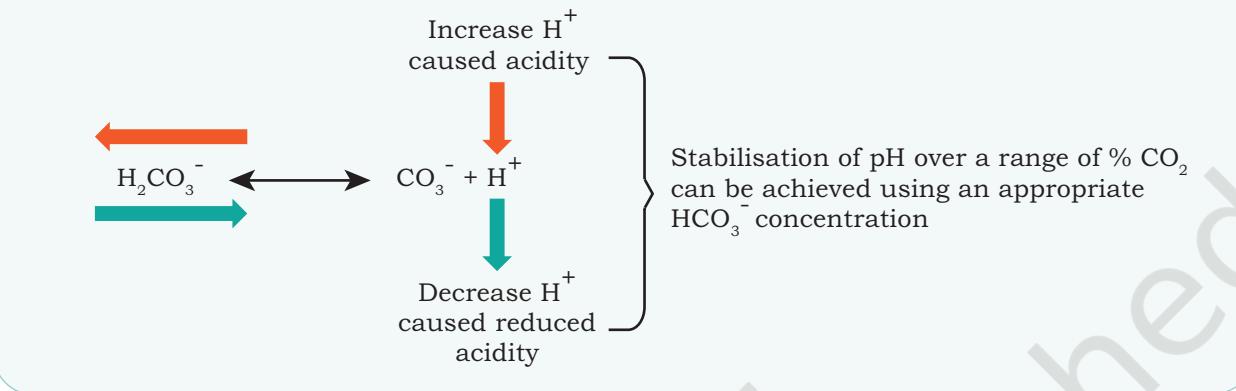 Increase H⁺
caused acidity
H₂CO₃⁻ ⟷ CO₃⁻ + H⁺
Stabilisation of pH over a range of % CO₂
can be achieved using an appropriate
HCO₃⁻ concentration
Decrease H⁺
caused reduced
acidity